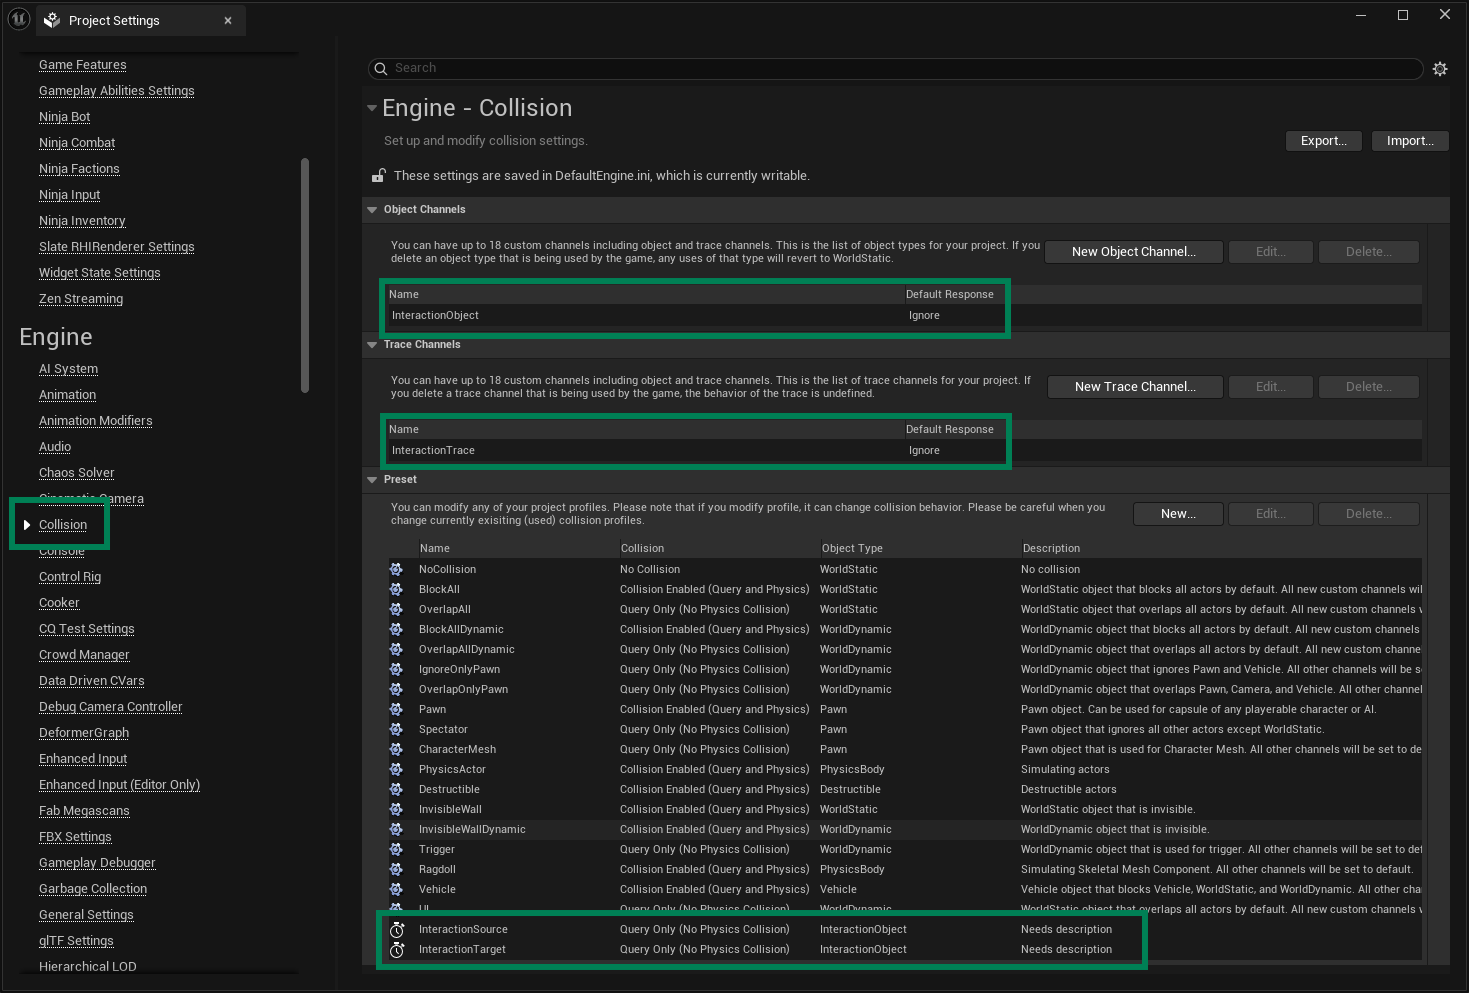 Project Settings
Game Features
Gameplay Abilities Settings
Ninja Bot
Ninja Combat
Ninja Factions
Ninja Input
Ninja Inventory
Slate RHIRenderer Settings
Widget State Settings
Zen Streaming
Engine
AI System
Animation
Animation Modifiers
Audio
Chaos Solver
Cinematic Camera
Collision
Console
Control Rig
Cooker
CQ Test Settings
Crowd Manager
Data Driven CVars
Debug Camera Controller
DeformerGraph
Enhanced Input
Enhanced Input (Editor Only)
Fab Megascans
FBX Settings
Gameplay Debugger
Garbage Collection
General Settings
glTF Settings
Hierarchical LOD
Search
Engine - Collision
Set up and modify collision settings.
Export...
Import...
These settings are saved in DefaultEngine.ini, which is currently writable.
Object Channels
You can have up to 18 custom channels including object and trace channels. This is the list of object types for your project. If you
delete an object type that is being used by the game, any uses of that type will revert to WorldStatic.
New Object Channel...
Edit...
Delete...
Name Default Response
InteractionObject Ignore
Trace Channels
You can have up to 18 custom channels including object and trace channels. This is the list of trace channels for your project. If
you delete a trace channel that is being used by the game, the behavior of the trace is undefined.
New Trace Channel...
Edit...
Delete...
Name Default Response
InteractionTrace Ignore
Preset
You can modify any of your project profiles. Please note that if you modify profile, it can change collision behavior. Please be careful when you
change currently exisiting (used) collision profiles.
New...
Edit...
Delete...
Name Collision Object Type Description
NoCollision No Collision WorldStatic No collision
BlockAll Collision Enabled (Query and Physics) WorldStatic WorldStatic object that blocks all actors by default. All new custom channels wil
OverlapAll Query Only (No Physics Collision) WorldStatic WorldStatic object that overlaps all actors by default. All new custom channels
BlockAllDynamic Collision Enabled (Query and Physics) WorldDynamic WorldDynamic object that blocks all actors by default. All new custom channels
OverlapAllDynamic Query Only (No Physics Collision) WorldDynamic WorldDynamic object that overlaps all actors by default. All new custom channe
IgnoreOnlyPawn Query Only (No Physics Collision) WorldDynamic WorldDynamic object that ignores Pawn and Vehicle. All other channels will be s
OverlapOnlyPawn Query Only (No Physics Collision) WorldDynamic WorldDynamic object that overlaps Pawn, Camera, and Vehicle. All other channel
Pawn Collision Enabled (Query and Physics) Pawn Pawn object. Can be used for capsule of any playerable character or AI.
Spectator Query Only (No Physics Collision) Pawn Pawn object that ignores all other actors except WorldStatic.
CharacterMesh Query Only (No Physics Collision) Pawn Pawn object that is used for Character Mesh. All other channels will be set to de
PhysicsActor Collision Enabled (Query and Physics) PhysicsBody Simulating actors
Destructible Collision Enabled (Query and Physics) Destructible Destructible actors
InvisibleWall Collision Enabled (Query and Physics) WorldStatic WorldStatic object that is invisible.
InvisibleWallDynamic Collision Enabled (Query and Physics) WorldDynamic WorldDynamic object that is invisible.
Trigger Query Only (No Physics Collision) WorldDynamic WorldDynamic object that is used for trigger. All other channels will be set to def
Ragdoll Collision Enabled (Query and Physics) PhysicsBody Simulating Skeletal Mesh Component. All other channels will be set to default.
Vehicle Collision Enabled (Query and Physics) Vehicle Vehicle object that blocks Vehicle, WorldStatic, and WorldDynamic. All other cha
UI Query Only (No Physics Collision) WorldStatic WorldStatic object that overlaps all actors by default. All new custom channels
InteractionSource Query Only (No Physics Collision) InteractionObject Needs description
InteractionTarget Query Only (No Physics Collision) InteractionObject Needs description